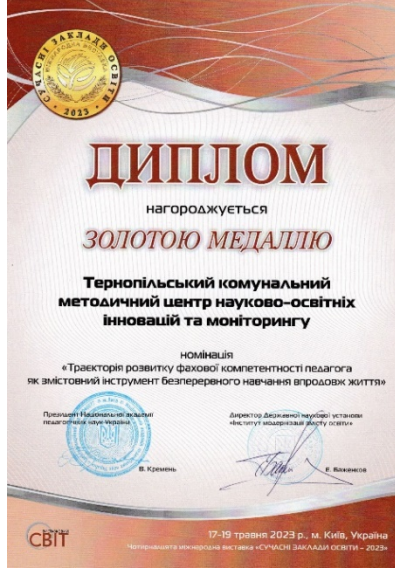 СУЧАСНІ ЗАКЛАДИ ОСВІТИ
МІЖНАРОДНА ВИСТАВКА
2023
ДИПЛОМ
нагороджується
ЗОЛОТОЮ МЕДАЛЛЮ
Тернопільський комунальний
методичний центр науково-освітніх
інновацій та моніторингу
номінація
«Траєкторія розвитку фахової компетентності педагога
як змістовний інструмент безперервного навчання впродовж життя»
Президент Національної академії
педагогічних наук України
В. Кремень
Директор Державної наукової установи
«Інститут модернізації змісту освіти»
Є. Баженков
СВІТ
17-19 травня 2023 р., м. Київ, Україна
Чотирнадцята міжнародна виставка «СУЧАСНІ ЗАКЛАДИ ОСВІТИ – 2023»